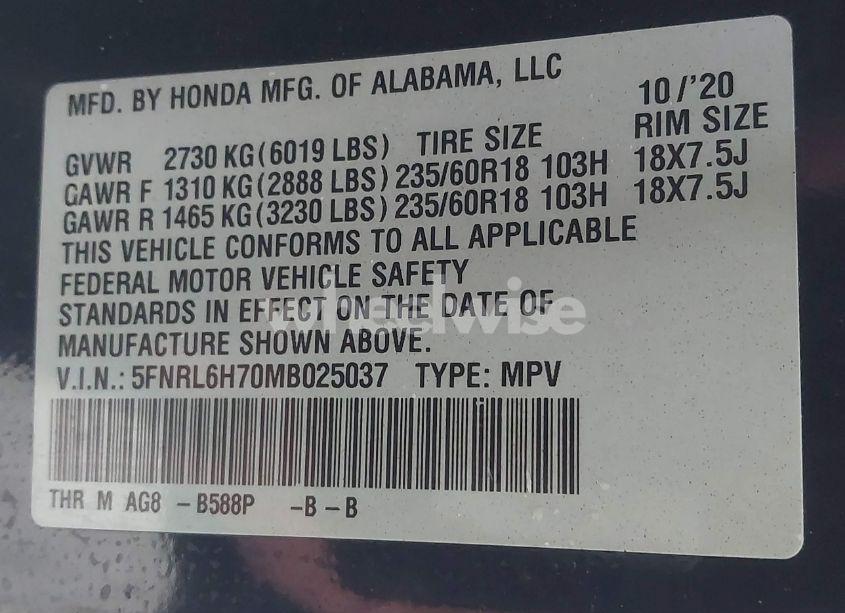 MFD. BY HONDA MFG. OF ALABAMA, LLC 10/'20
GVWR 2730 KG(6019 LBS) TIRE SIZE RIM SIZE
GAWR F 1310 KG(2888 LBS) 235/60R18 103H 18X7.5J
GAWR R 1465 KG(3230 LBS) 235/60R18 103H 18X7.5J
THIS VEHICLE CONFORMS TO ALL APPLICABLE
FEDERAL MOTOR VEHICLE SAFETY
STANDARDS IN EFFECT ON THE DATE OF
wheelwise
MANUFACTURE SHOWN ABOVE.
V.I.N.: 5FNRL6H70MB025037 TYPE: MPV
THR M AG8 -B588P -B-B